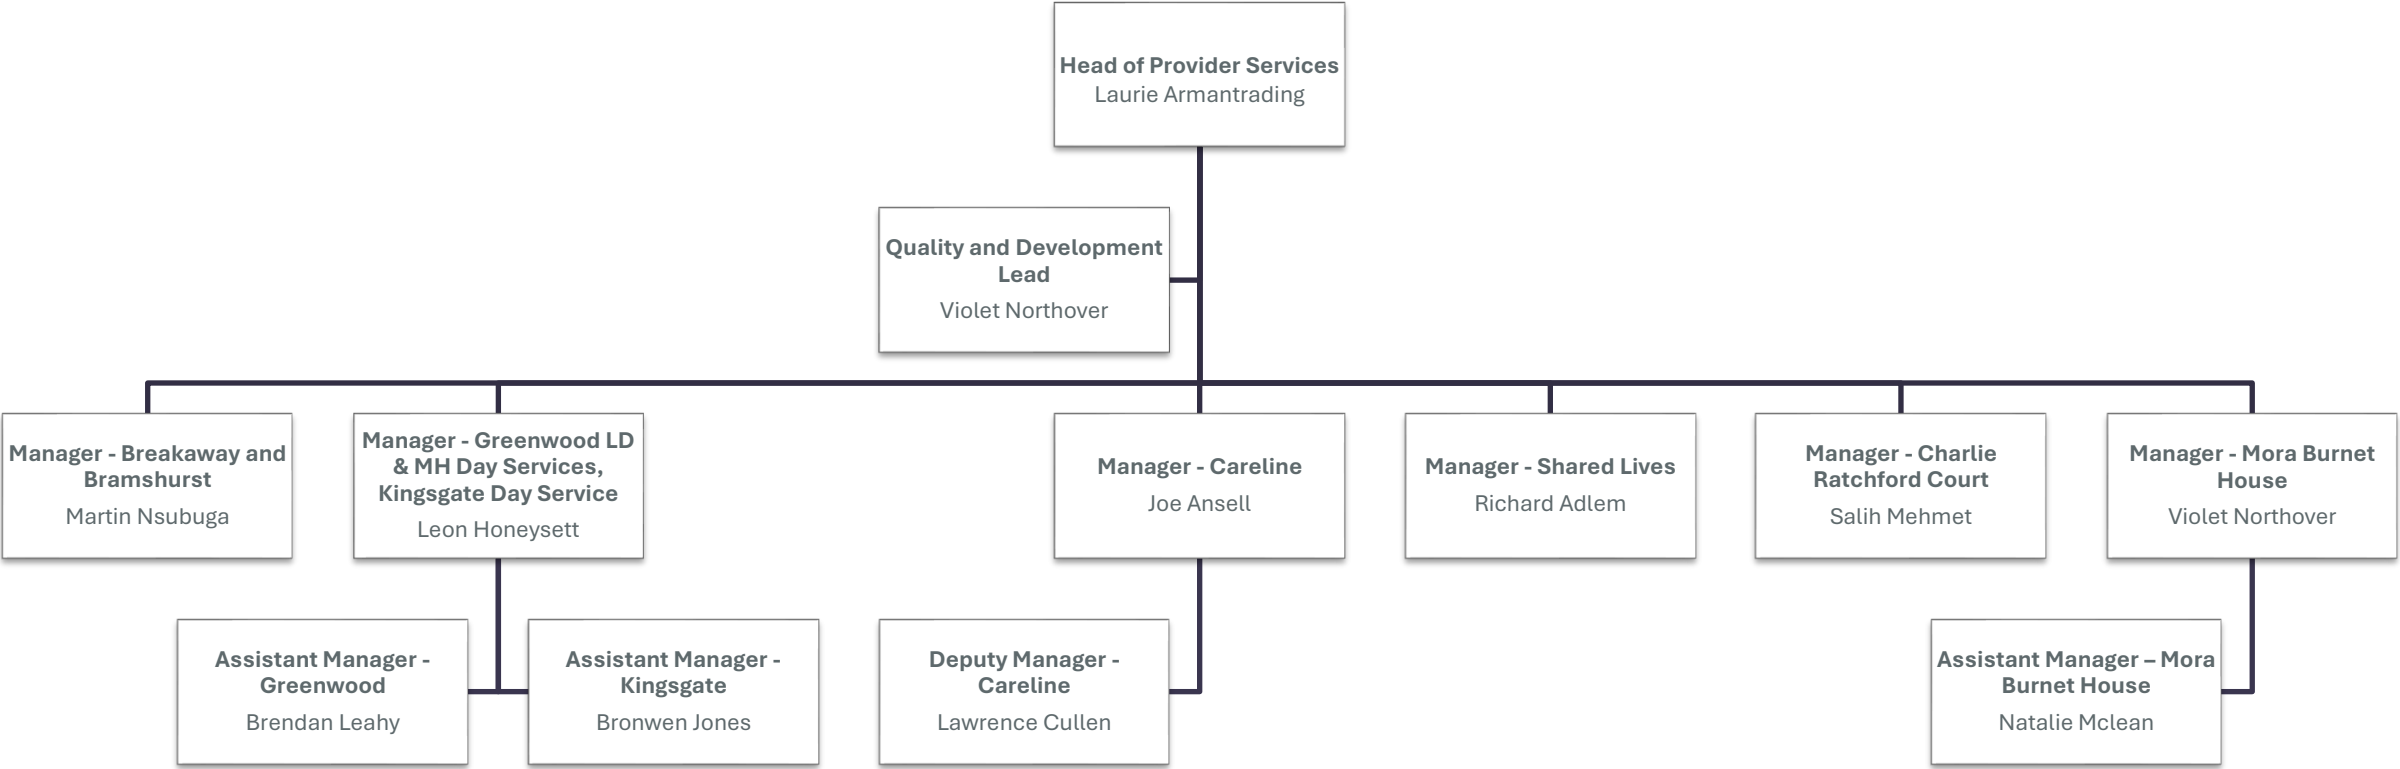 Head of Provider Services
Laurie Armantrading
Quality and Development
Lead
Violet Northover
Manager - Breakaway and
Bramshurst
Martin Nsubuga
Manager - Greenwood LD
& MH Day Services,
Kingsgate Day Service
Leon Honeysett
Manager - Careline
Joe Ansell
Manager - Shared Lives
Richard Adlem
Manager - Charlie
Ratchford Court
Salih Mehmet
Manager - Mora Burnet
House
Violet Northover
Assistant Manager -
Greenwood
Brendan Leahy
Assistant Manager -
Kingsgate
Bronwen Jones
Deputy Manager -
Careline
Lawrence Cullen
Assistant Manager – Mora
Burnet House
Natalie Mclean